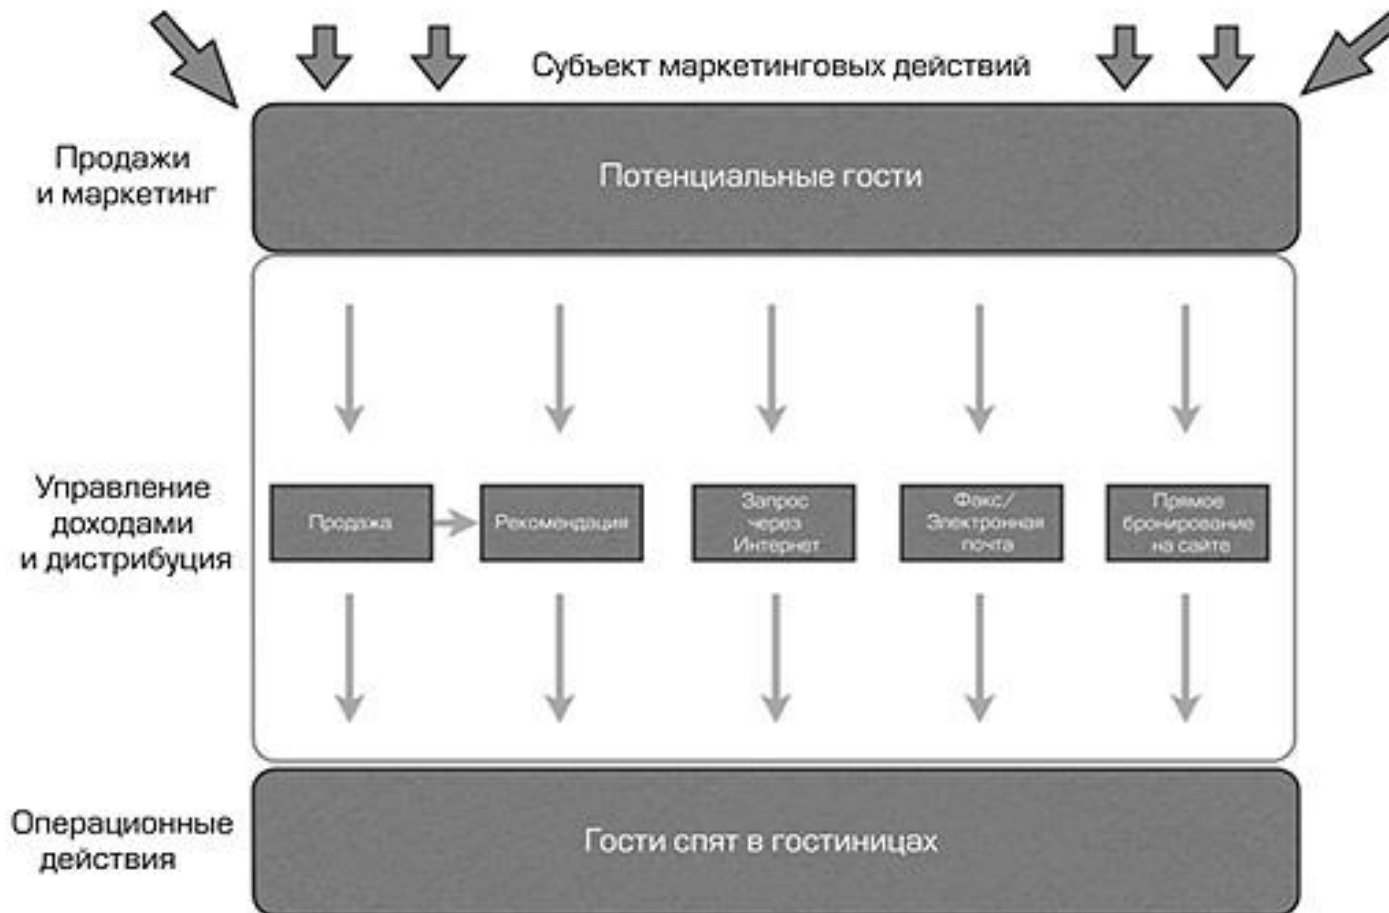 Субъект маркетинговых действий
Продажи
и маркетинг
Потенциальные гости
Управление
доходами
и дистрибуция
Продажа
Рекомендация
Запрос
через
Интернет
Факс/
Электронная
почта
Прямое
бронирование
на сайте
Операционные
действия
Гости спят в гостиницах